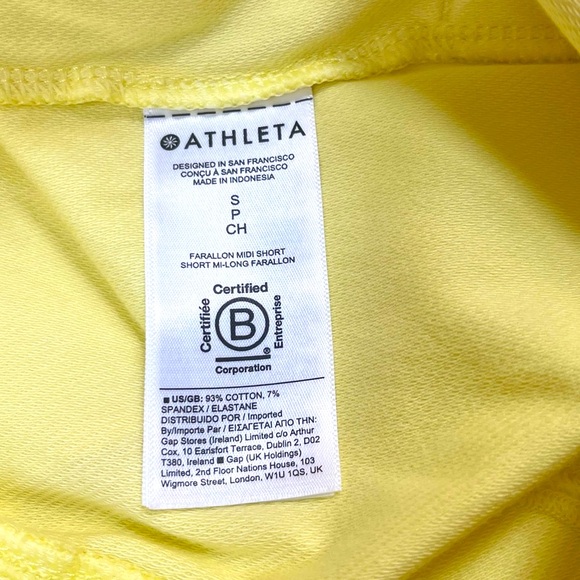 ATHLETA
DESIGNED IN SAN FRANCISCO
CONÇU À SAN FRANCISCO
MADE IN INDONESIA
S
P
CH
FARALLON MIDI SHORT
SHORT MI-LONG FARALLON
Certified
Certifiée
B
Entreprise
®
Corporation
■ US/GB: 93% COTTON, 7%
SPANDEX / ELASTANE
DISTRIBUIDO POR / Imported
By/Importe Par / ΕΙΣΑΓΕΤΑΙ ΑΠΟ ΤΗΝ:
Gap Stores (Ireland) Limited c/o Arthur
Cox, 10 Earlsfort Terrace, Dublin 2, D02
T380, Ireland ■ Gap (UK Holdings)
Limited, 2nd Floor Nations House, 103
Wigmore Street, London, W1U 1QS, UK